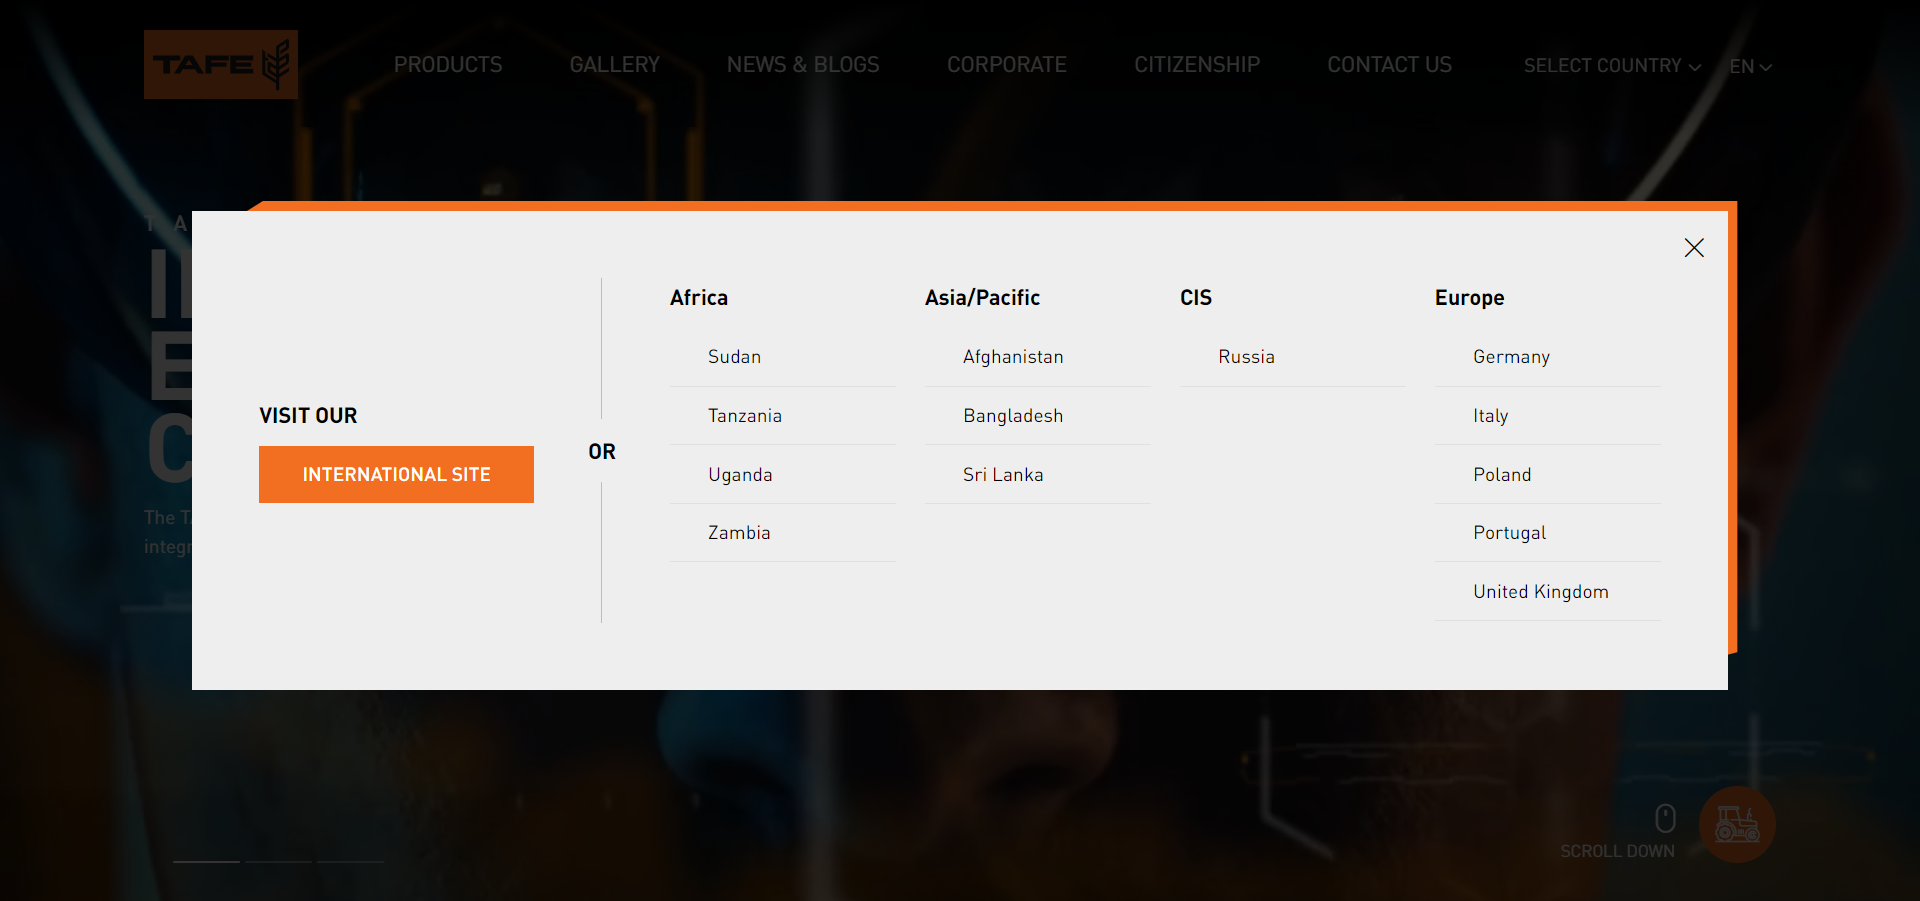 TAFE
PRODUCTS
GALLERY
NEWS & BLOGS
CORPORATE
CITIZENSHIP
CONTACT US
SELECT COUNTRY
EN
VISIT OUR
INTERNATIONAL SITE
OR
Africa
Sudan
Tanzania
Uganda
Zambia
Asia/Pacific
Afghanistan
Bangladesh
Sri Lanka
CIS
Russia
Europe
Germany
Italy
Poland
Portugal
United Kingdom
The
SCROLL DOWN